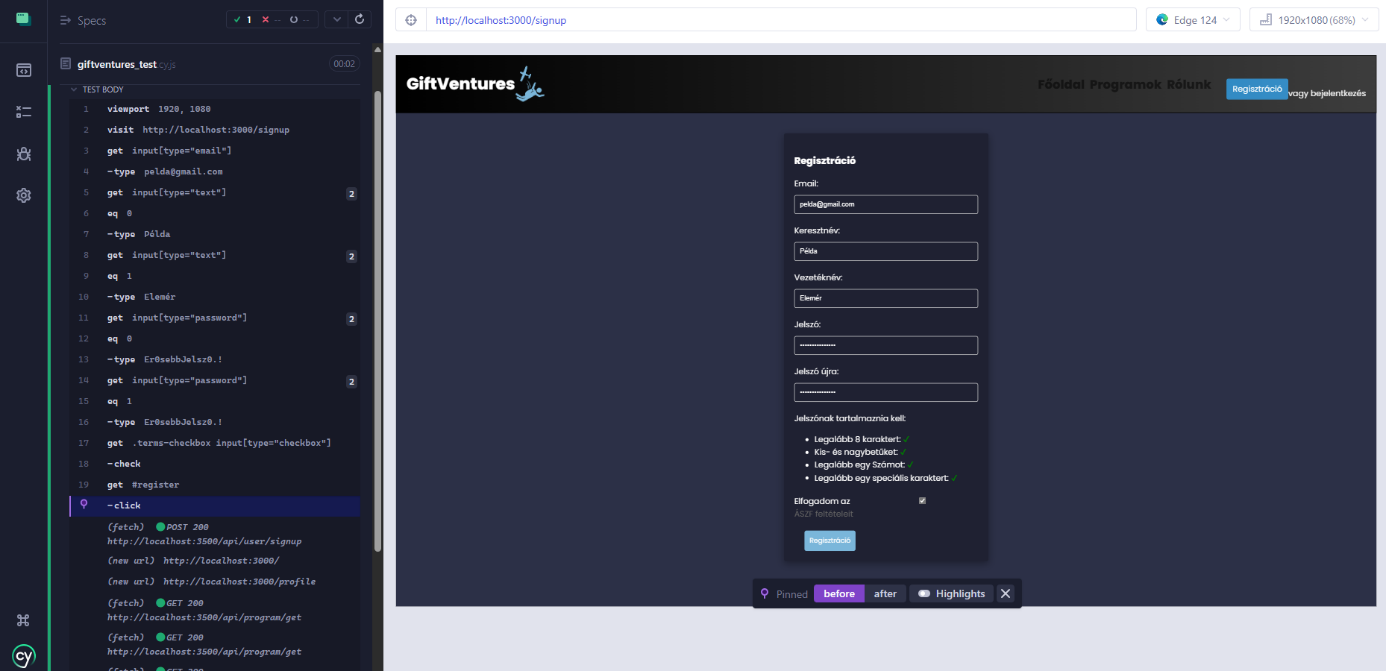 Specs
1
--
--
giftventures_test.cy.js
00:02
TEST BODY
1 viewport 1920, 1080
2 visit http://localhost:3000/signup
3 get input[type="email"]
4 -type pelda@gmail.com
5 get input[type="text"] 2
6 eq 0
7 -type Példa
8 get input[type="text"] 2
9 eq 1
10 -type Elemér
11 get input[type="password"] 2
12 eq 0
13 -type Er0sebbJelsz0.!
14 get input[type="password"] 2
15 eq 1
16 -type Er0sebbJelsz0.!
17 get .terms-checkbox input[type="checkbox"]
18 -check
19 get #register
-click
(fetch) POST 200
http://localhost:3500/api/user/signup
(new url) http://localhost:3000/
(new url) http://localhost:3000/profile
(fetch) GET 200
http://localhost:3500/api/program/get
(fetch) GET 200
http://localhost:3500/api/program/get
(fetch) GET 200
cy
http://localhost:3000/signup
Edge 124
1920x1080 (68%)
GiftVentures
Főoldal Programok Rólunk
Regisztráció vagy bejelentkezés
Regisztráció
Email:
pelda@gmail.com
Keresztnév:
Példa
Vezetéknév:
Elemér
Jelszó:
Jelszó újra:
Jelszónak tartalmaznia kell:
Legalább 8 karaktert: ✓
Kis- és nagybetűket: ✓
Legalább egy Számot: ✓
Legalább egy speciális karaktert: ✓
Elfogadom az
ÁSZF feltételeit
Regisztráció
Pinned before after Highlights